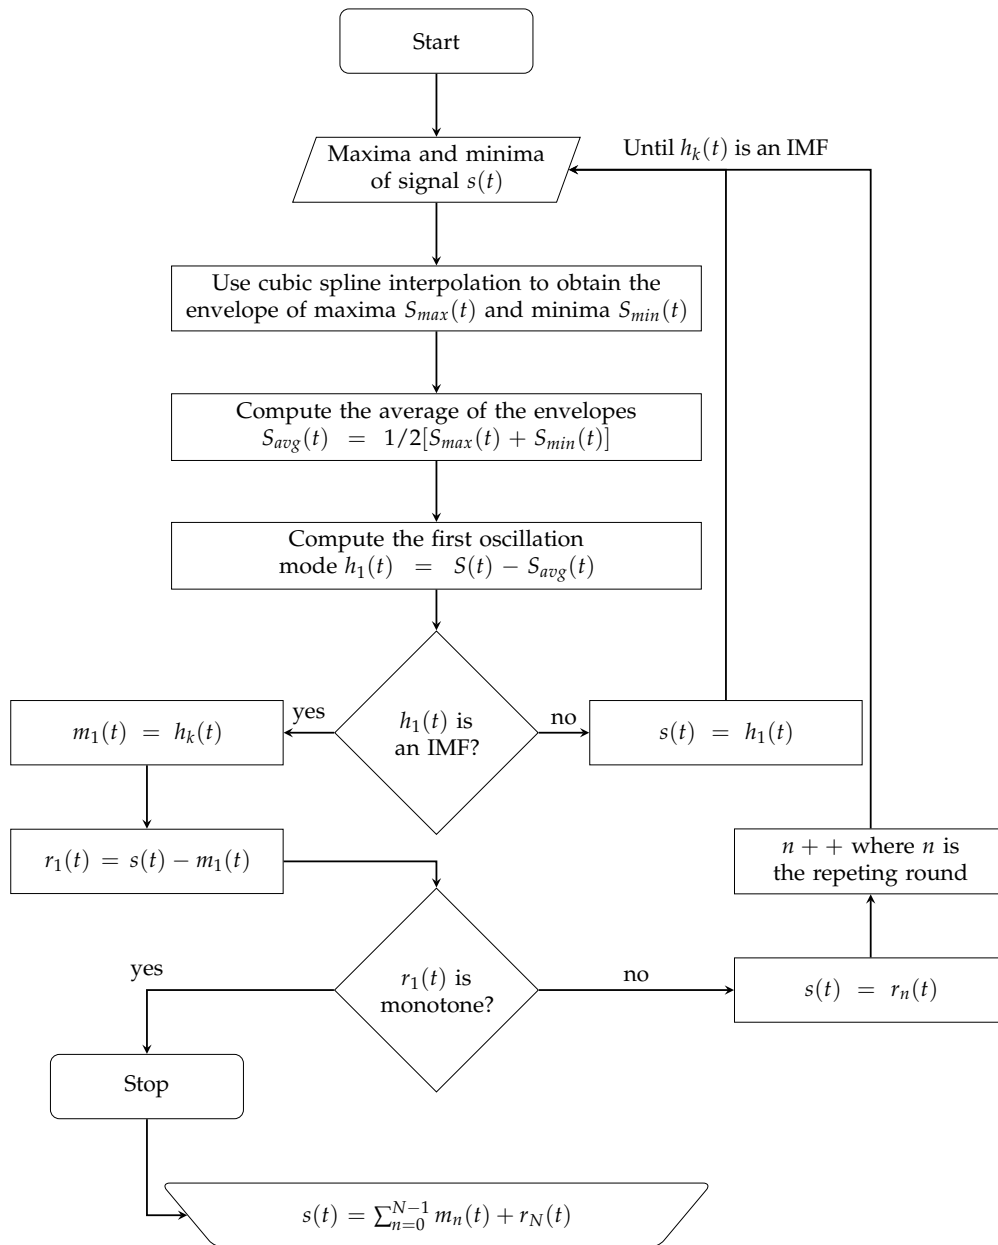 Start
Maxima and minima
of signal s(t)
Until h_k(t) is an IMF
Use cubic spline interpolation to obtain the
envelope of maxima S_max(t) and minima S_min(t)
Compute the average of the envelopes
S_avg(t) = 1/2[S_max(t) + S_min(t)]
Compute the first oscillation
mode h_1(t) = S(t) − S_avg(t)
h_1(t) is
an IMF?
yes
no
m_1(t) = h_k(t)
s(t) = h_1(t)
r_1(t) = s(t) − m_1(t)
n + + where n is
the repeting round
r_1(t) is
monotone?
yes
no
s(t) = r_n(t)
Stop
s(t) = ∑_{n=0}^{N−1} m_n(t) + r_N(t)